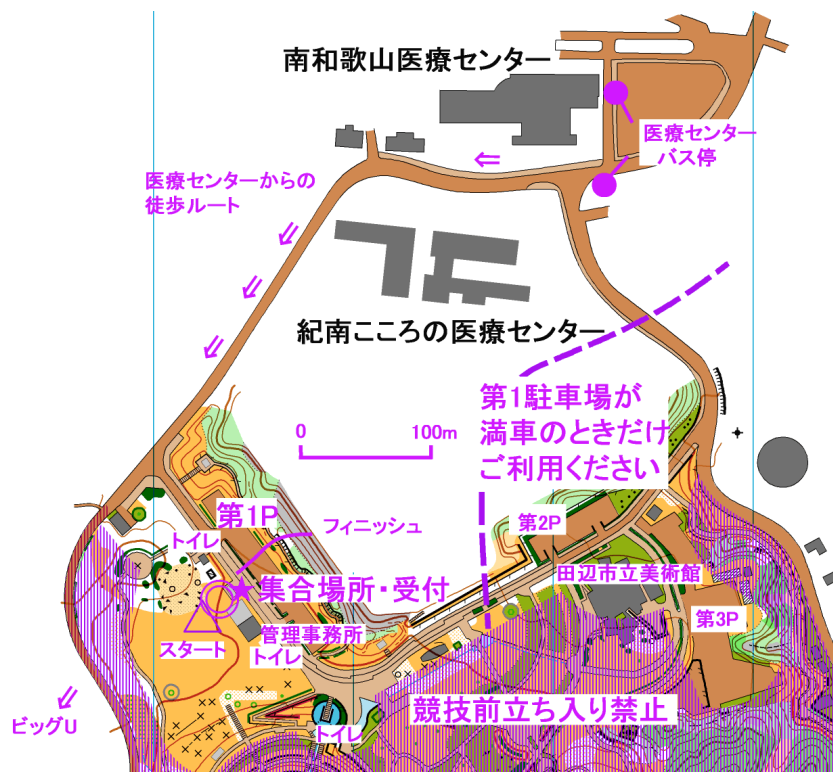 南和歌山医療センター
医療センター
バス停
⇐
医療センターからの
徒歩ルート
紀南こころの医療センター
第1駐車場が
満車のときだけ
ご利用ください
0
100m
第1P
フィニッシュ
第2P
トイレ
田辺市立美術館
集合場所・受付
第3P
管理事務所
スタート
トイレ
競技前立ち入り禁止
ビッグU
トイレ